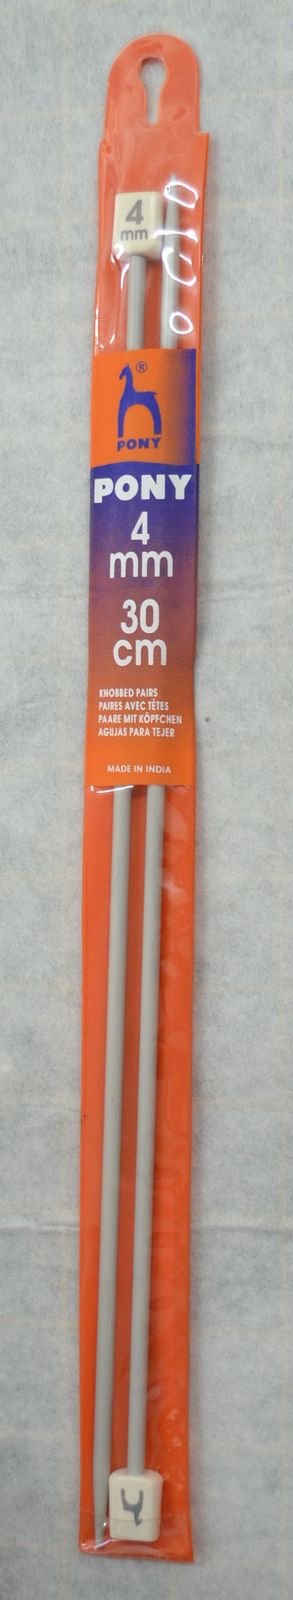 4
mm
®
PONY
PONY
4
mm
30
cm
KNOBBED PAIRS
PAIRES AVEC TÊTES
PAARE MIT KÖPFCHEN
AGUJAS PARA TEJER
MADE IN INDIA